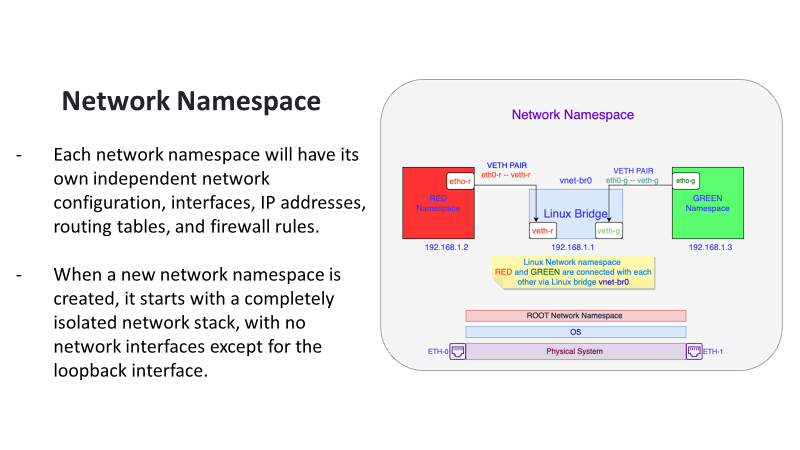 Network Namespace
- Each network namespace will have its
own independent network
configuration, interfaces, IP addresses,
routing tables, and firewall rules.
- When a new network namespace is
created, it starts with a completely
isolated network stack, with no
network interfaces except for the
loopback interface.
Network Namespace
VETH PAIR
eth0-r -- veth-r
vnet-br0
VETH PAIR
eth0-g -- veth-g
etho-r
etho-g
RED
Namespace
Linux Bridge
GREEN
Namespace
veth-r
veth-g
192.168.1.2
192.168.1.1
192.168.1.3
Linux Network namespace
RED and GREEN are connected with each
other via Linux bridge vnet-br0
ROOT Network Namespace
OS
ETH-0
Physical System
ETH-1